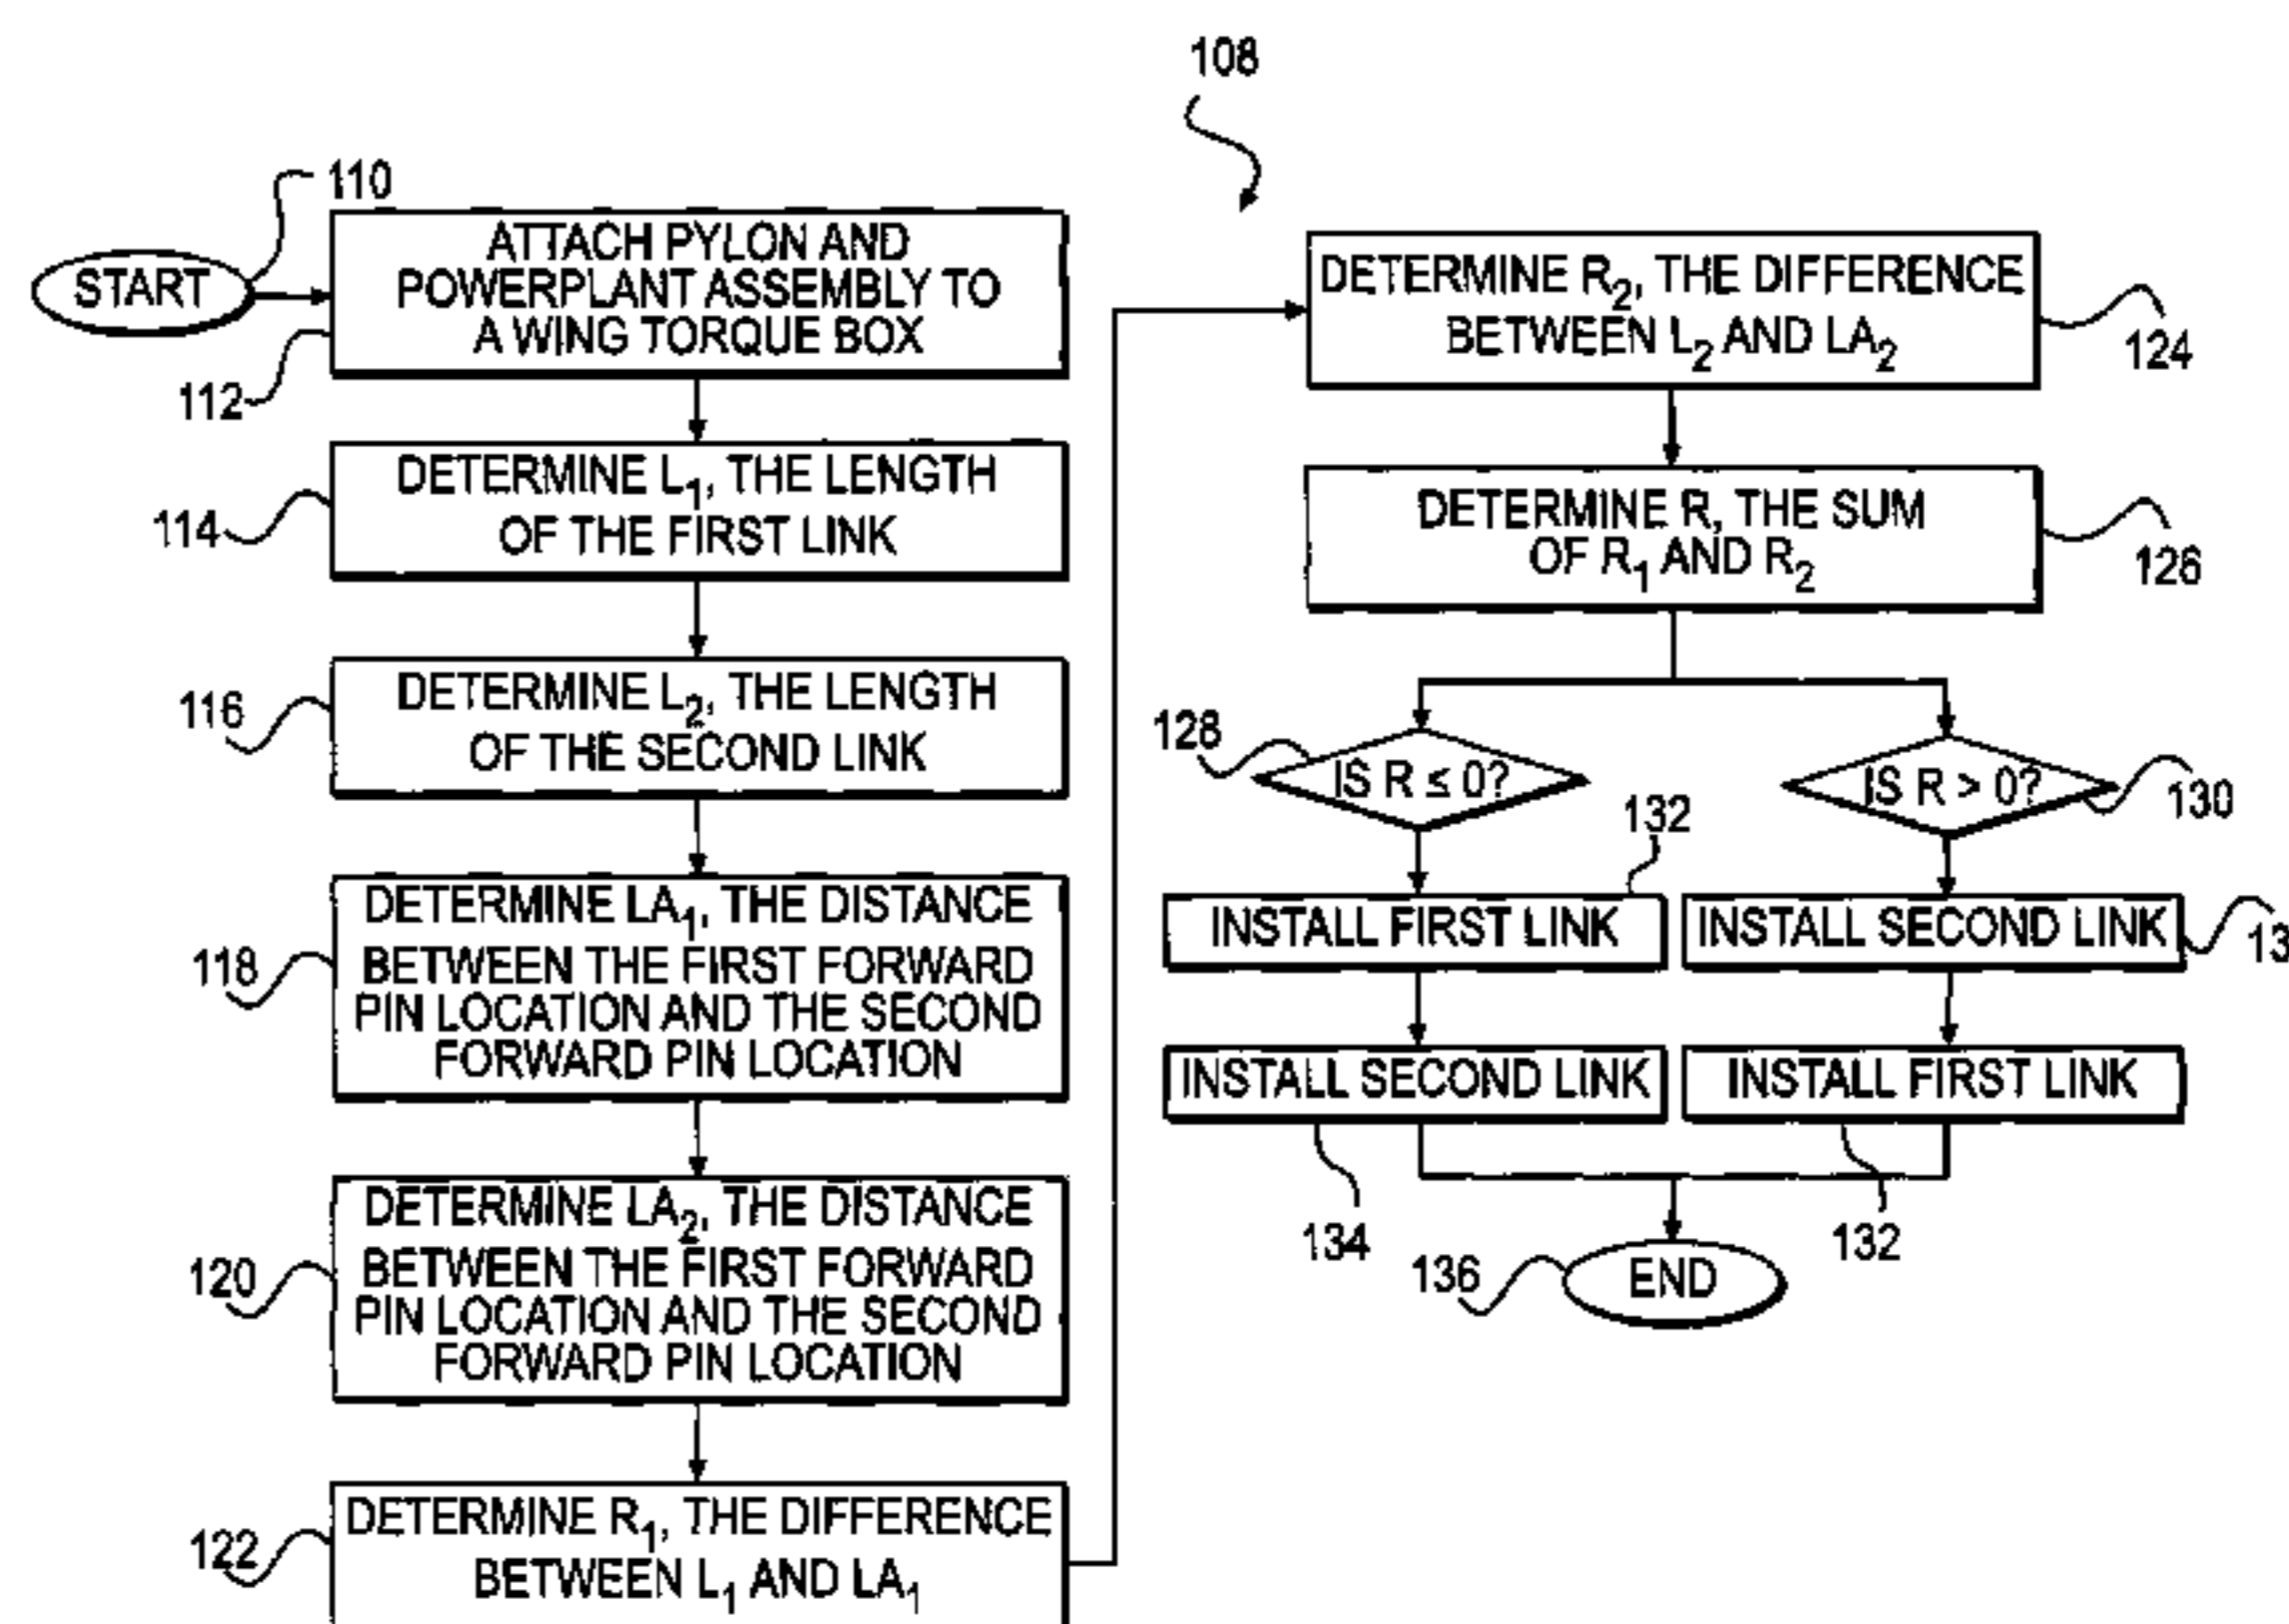 108
110
START
ATTACH PYLON AND
POWERPLANT ASSEMBLY TO
A WING TORQUE BOX
112
DETERMINE L1, THE LENGTH
OF THE FIRST LINK
114
DETERMINE L2, THE LENGTH
OF THE SECOND LINK
116
DETERMINE LA1, THE DISTANCE
BETWEEN THE FIRST FORWARD
PIN LOCATION AND THE SECOND
FORWARD PIN LOCATION
118
DETERMINE LA2, THE DISTANCE
BETWEEN THE FIRST FORWARD
PIN LOCATION AND THE SECOND
FORWARD PIN LOCATION
120
DETERMINE R1, THE DIFFERENCE
BETWEEN L1 AND LA1
122
DETERMINE R2, THE DIFFERENCE
BETWEEN L2 AND LA2
124
DETERMINE R, THE SUM
OF R1 AND R2
126
128
IS R ≤ 0?
IS R > 0?
130
132
INSTALL FIRST LINK
INSTALL SECOND LINK
INSTALL SECOND LINK
INSTALL FIRST LINK
134
132
136
END